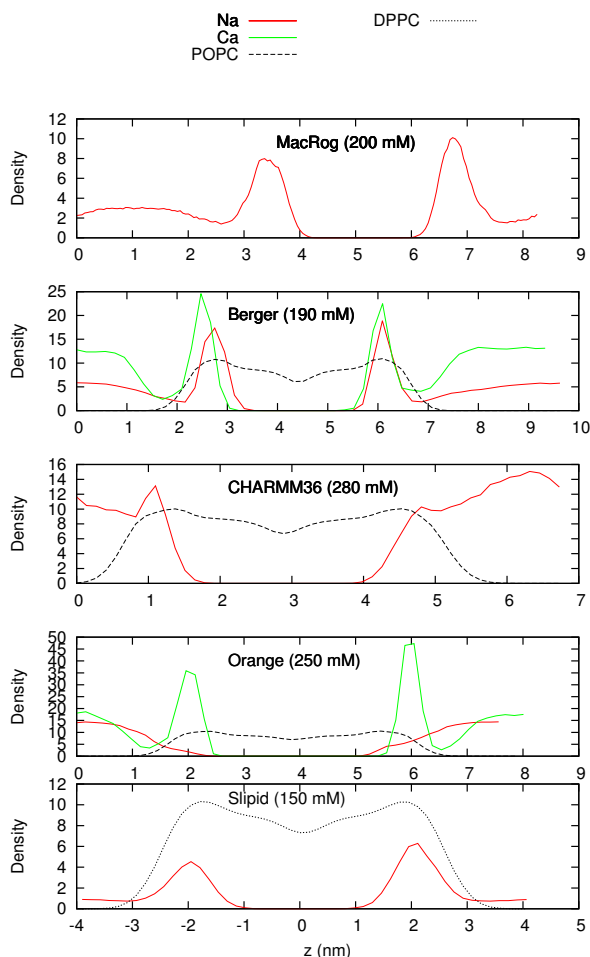 Na DPPC
Ca
POPC
MacRog (200 mM)
Density
12
10
8
6
4
2
0
0 1 2 3 4 5 6 7 8 9
Berger (190 mM)
Density
25
20
15
10
5
0
0 1 2 3 4 5 6 7 8 9 10
CHARMM36 (280 mM)
Density
16
14
12
10
8
6
4
2
0
0 1 2 3 4 5 6 7
Orange (250 mM)
Density
50
45
40
35
30
25
20
15
10
5
0
0 1 2 3 4 5 6 7 8 9
Slipid (150 mM)
Density
12
10
8
6
4
2
0
-4 -3 -2 -1 0 1 2 3 4 5
z (nm)